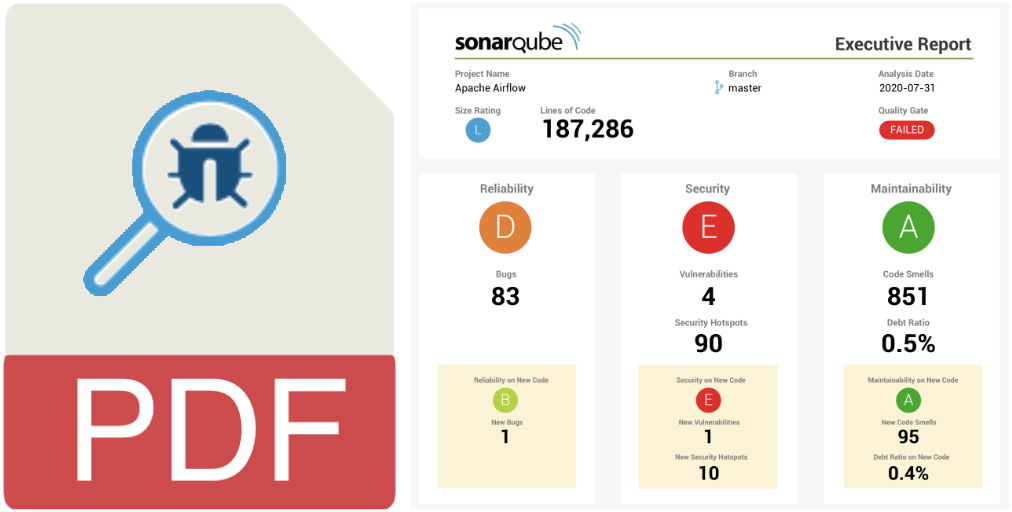 PDF
sonarqube
Executive Report
Project Name
Apache Airflow
Branch
master
Analysis Date
2020-07-31
Size Rating
L
Lines of Code
187,286
Quality Gate
FAILED
Reliability
D
Bugs
83
Reliability on New Code
B
New Bugs
1
Security
E
Vulnerabilities
4
Security Hotspots
90
Security on New Code
E
New Vulnerabilities
1
New Security Hotspots
10
Maintainability
A
Code Smells
851
Debt Ratio
0.5%
Maintainability on New Code
A
New Code Smells
95
Debt Ratio on New Code
0.4%